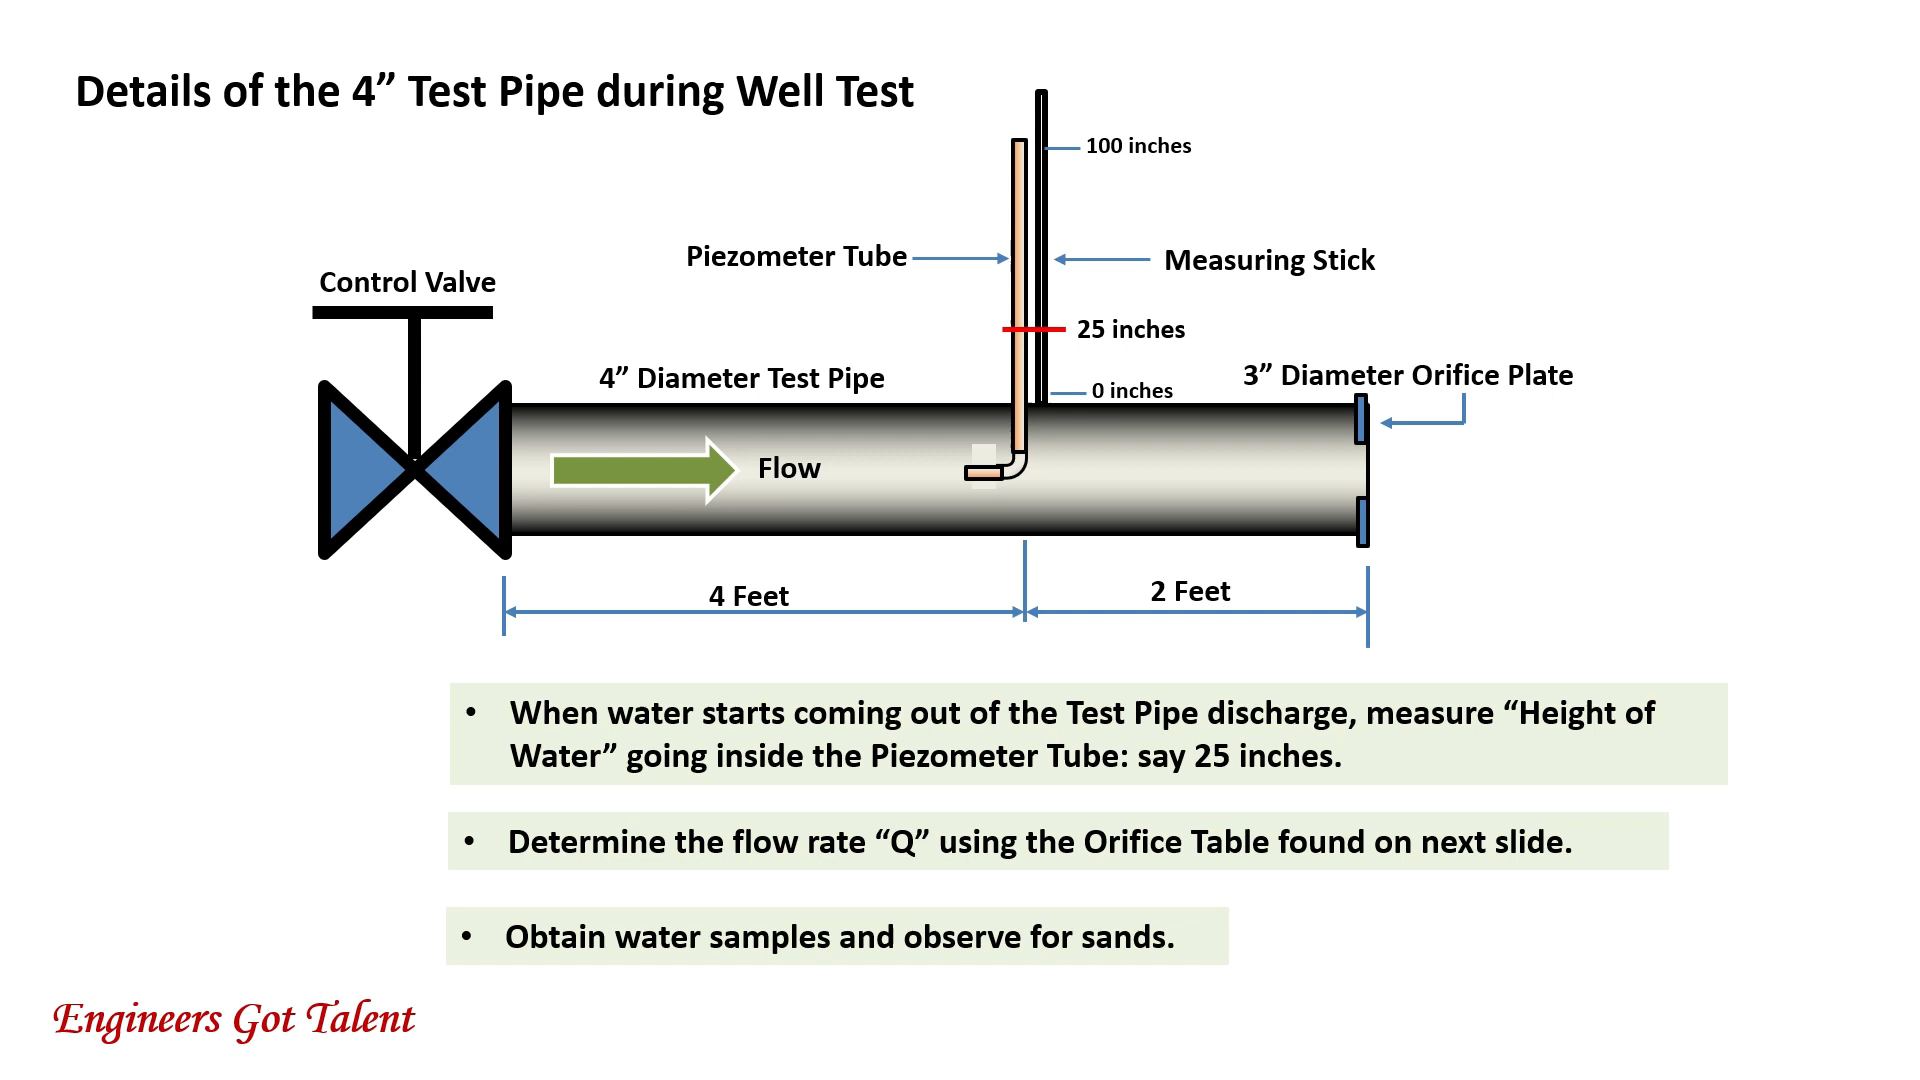 Details of the 4” Test Pipe during Well Test
100 inches
Piezometer Tube
Measuring Stick
Control Valve
25 inches
4” Diameter Test Pipe
0 inches
3” Diameter Orifice Plate
Flow
4 Feet
2 Feet
• When water starts coming out of the Test Pipe discharge, measure “Height of
Water” going inside the Piezometer Tube: say 25 inches.
• Determine the flow rate “Q” using the Orifice Table found on next slide.
• Obtain water samples and observe for sands.
Engineers Got Talent